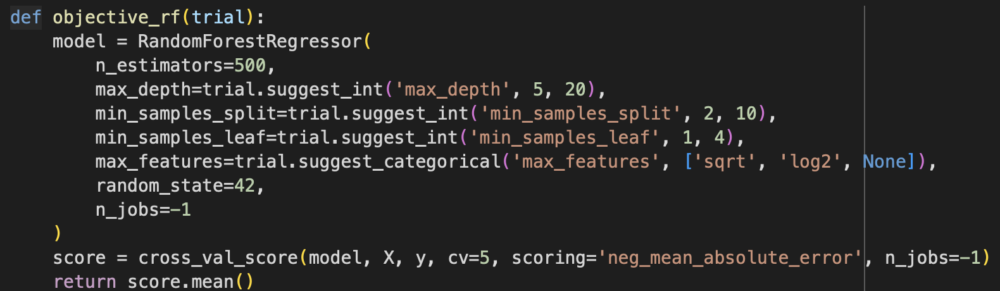 def objective_rf(trial):
    model = RandomForestRegressor(
        n_estimators=500,
        max_depth=trial.suggest_int('max_depth', 5, 20),
        min_samples_split=trial.suggest_int('min_samples_split', 2, 10),
        min_samples_leaf=trial.suggest_int('min_samples_leaf', 1, 4),
        max_features=trial.suggest_categorical('max_features', ['sqrt', 'log2', None]),
        random_state=42,
        n_jobs=-1
    )
    score = cross_val_score(model, X, y, cv=5, scoring='neg_mean_absolute_error', n_jobs=-1)
    return score.mean()